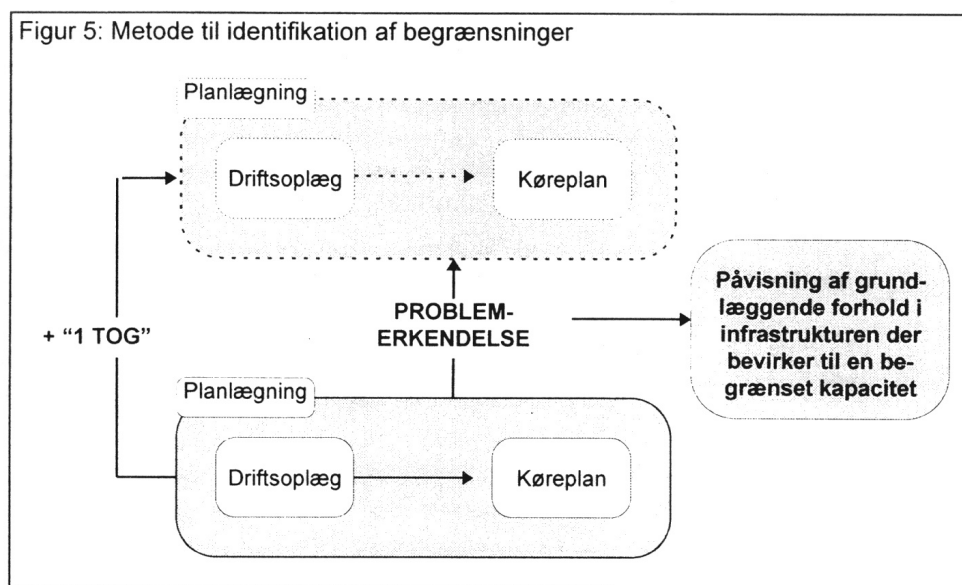 Figur 5: Metode til identifikation af begrænsninger
Planlægning
Driftsoplæg
Køreplan
+ “1 TOG”
PROBLEM-
ERKENDELSE
Påvisning af grund-
læggende forhold i
infrastrukturen der
bevirker til en be-
grænset kapacitet
Planlægning
Driftsoplæg
Køreplan